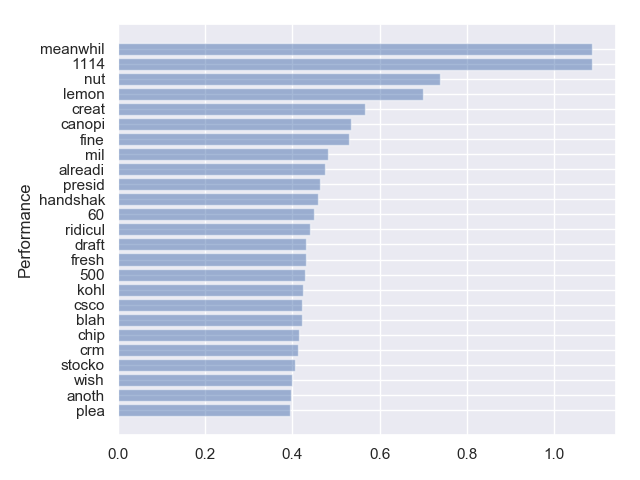 meanwhil
1114
nut
lemon
creat
canopi
fine
mil
alreadi
presid
handshak
60
ridicul
draft
fresh
500
kohl
csco
blah
chip
crm
stocko
wish
anoth
plea
Performance
0.0 0.2 0.4 0.6 0.8 1.0